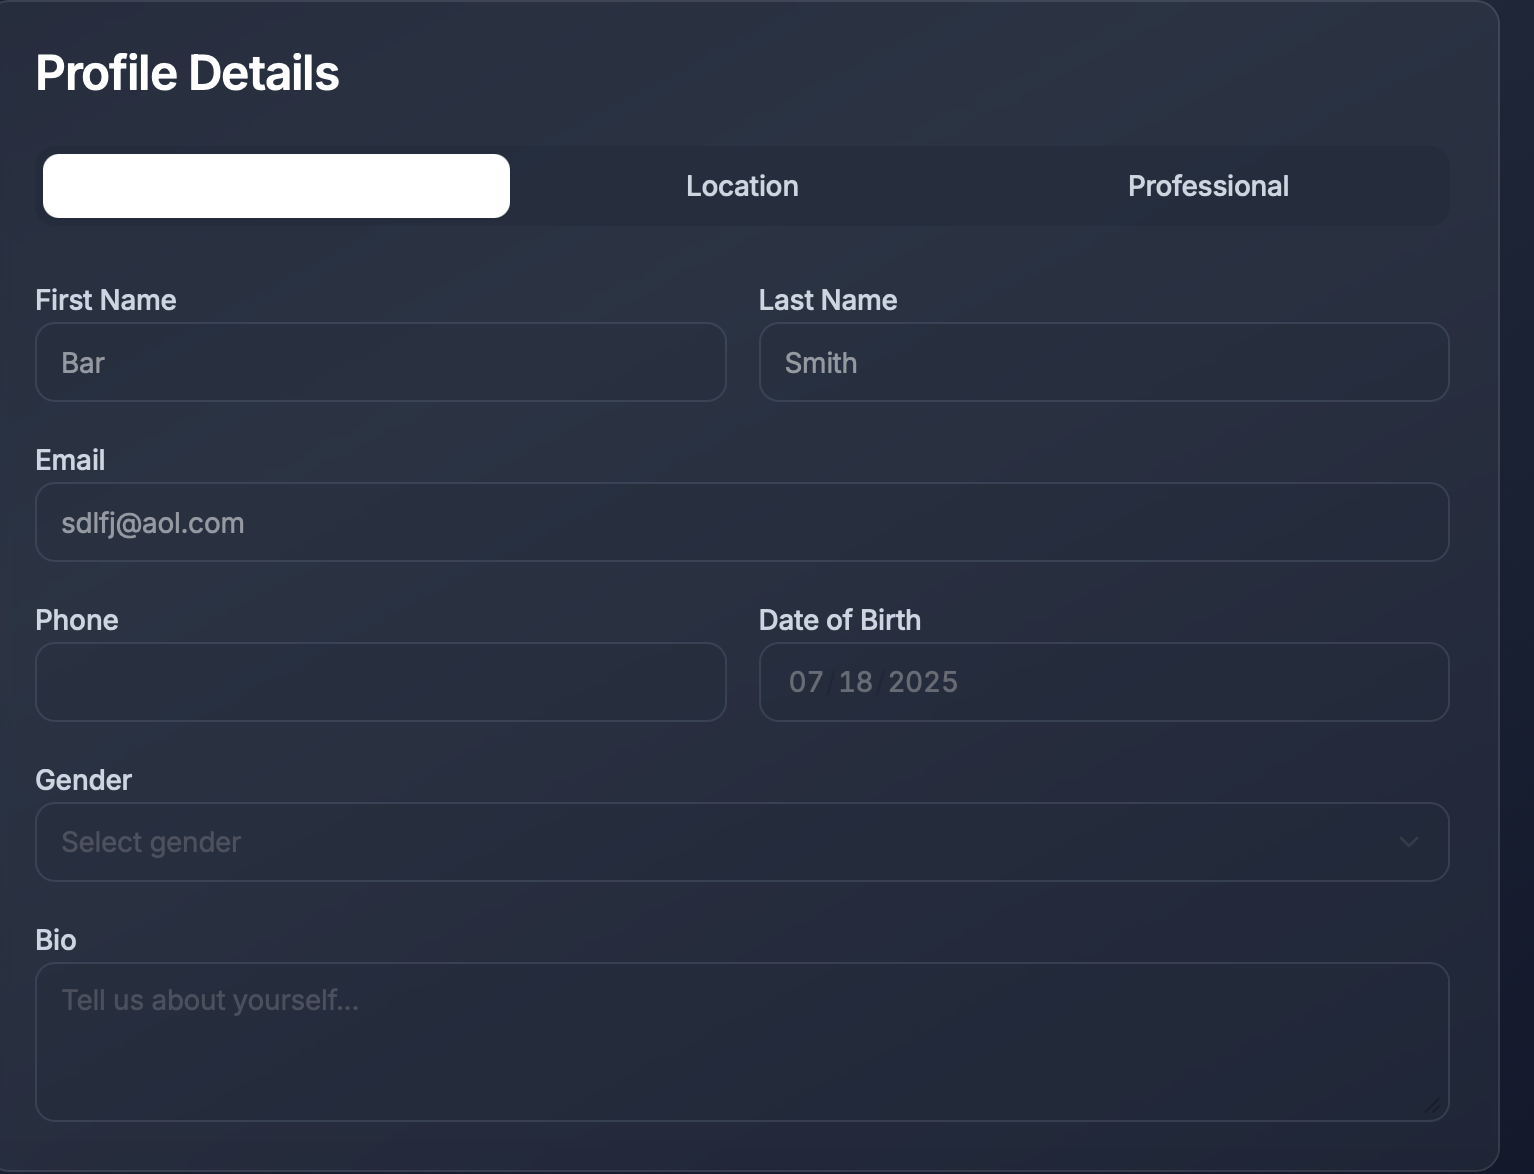 Profile Details
Location Professional
First Name Last Name
Bar Smith
Email
sdlfj@aol.com
Phone Date of Birth
07/18/2025
Gender
Select gender
Bio
Tell us about yourself...